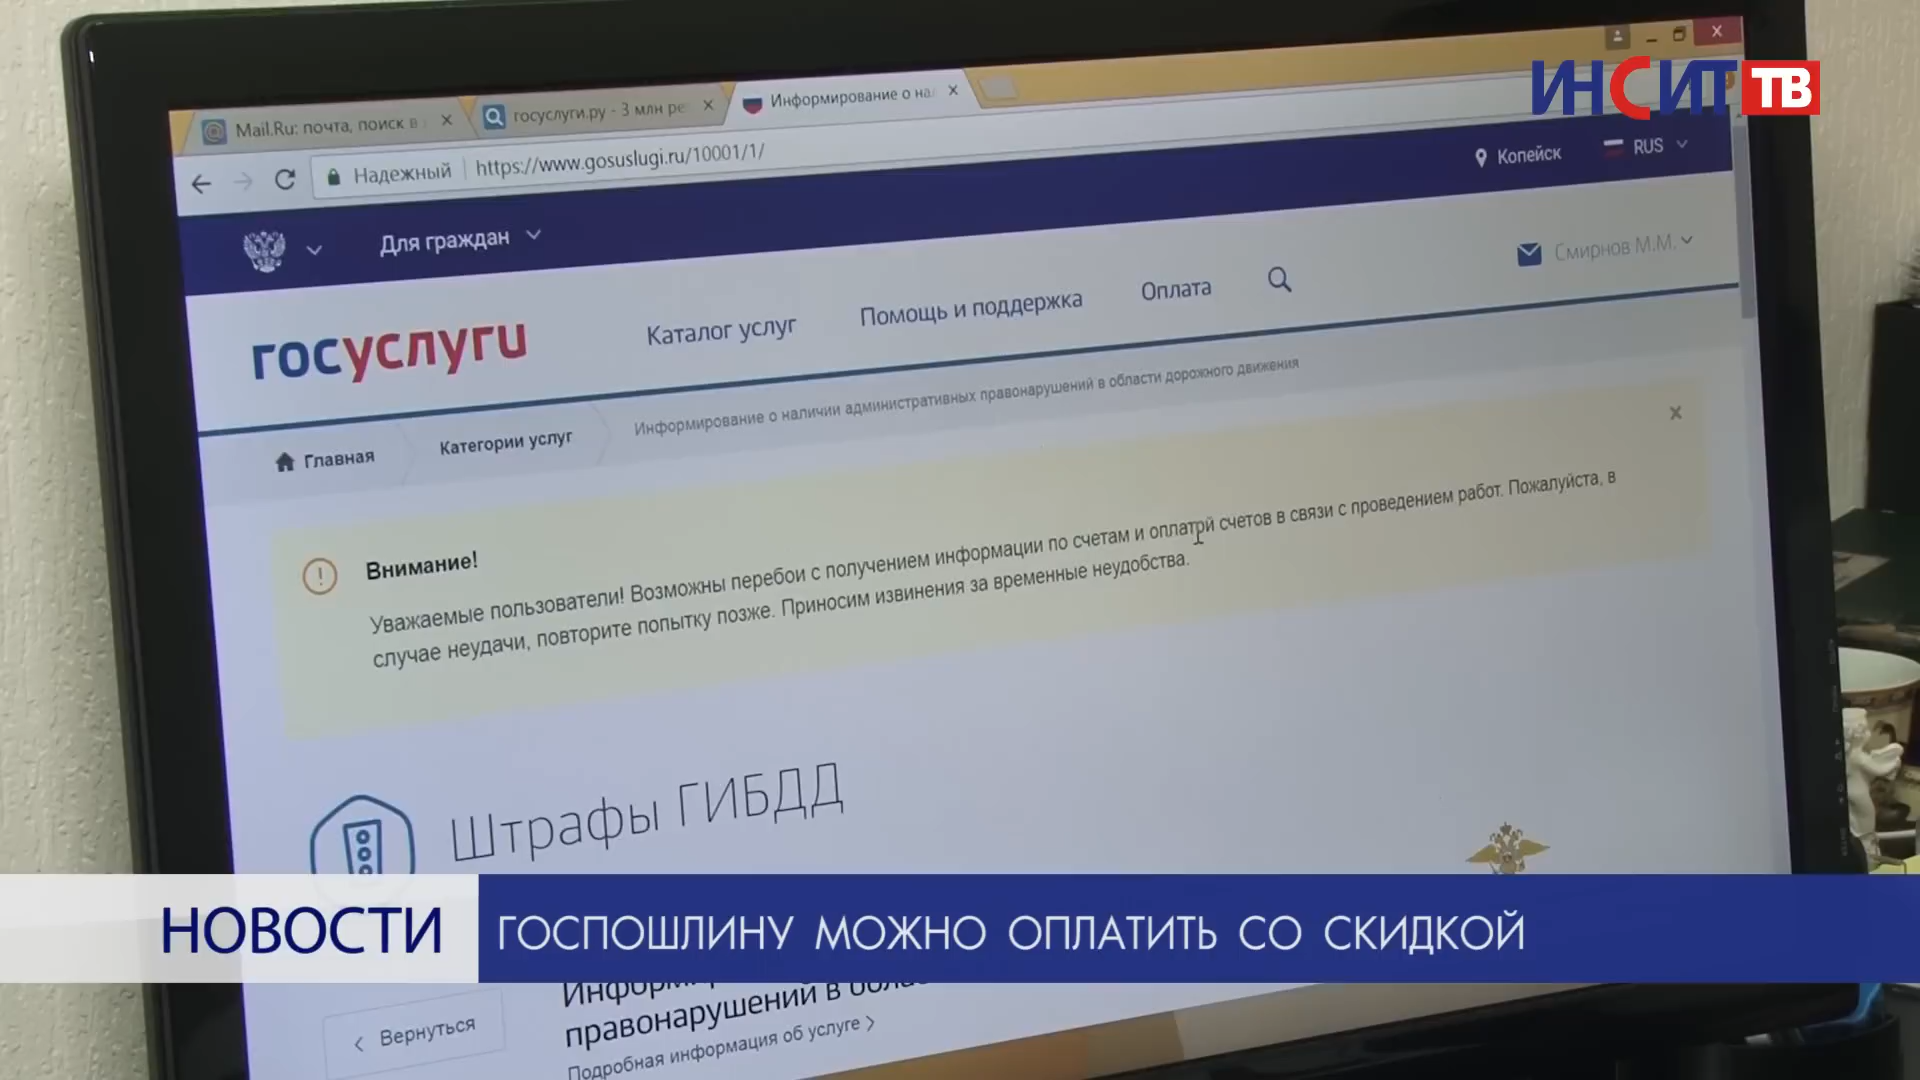 ИНСИТ ТВ
Mail.Ru: почта, поиск в
госуслуги.ру - 3 млн ре
Информирование о на
Надежный
https://www.gosuslugi.ru/10001/1/
Для граждан
Копейск
RUS
госуслуги
Каталог услуг
Помощь и поддержка
Оплата
Смирнов М.М.
Главная
Категории услуг
Информирование о наличии административных правонарушений в области дорожного движения
Внимание!
Уважаемые пользователи! Возможны перебои с получением информации по счетам и оплатой счетов в связи с проведением работ. Пожалуйста, в
случае неудачи, повторите попытку позже. Приносим извинения за временные неудобства.
Штрафы ГИБДД
НОВОСТИ
ГОСПОШЛИНУ МОЖНО ОПЛАТИТЬ СО СКИДКОЙ
Вернуться
правонарушений в
Подробная информация об услуге